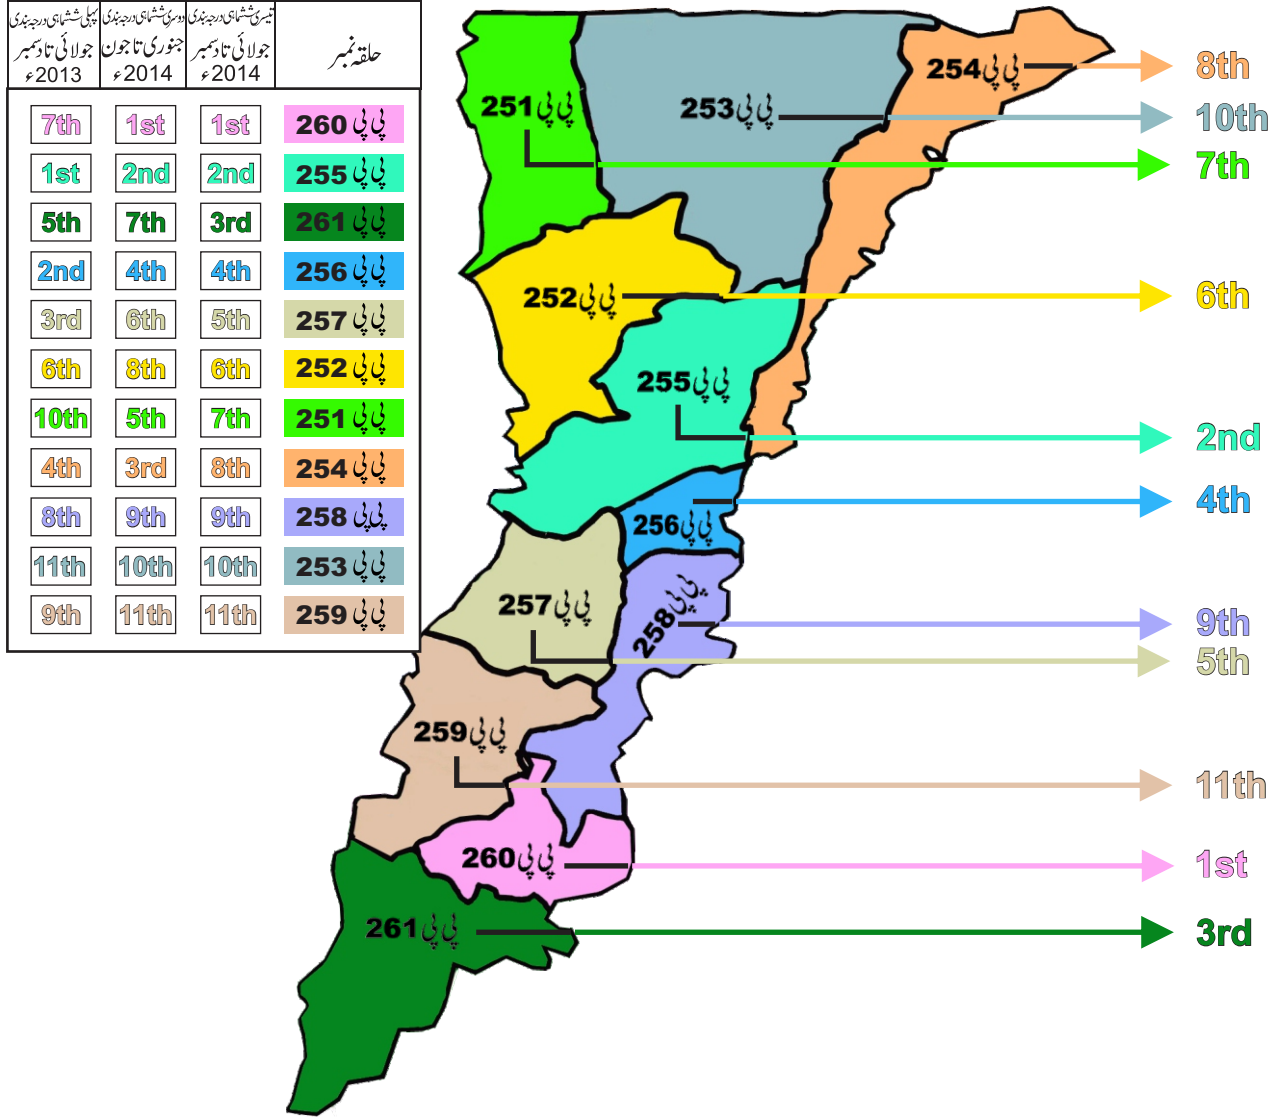 پہلی ششماہی درجہ بندی دوسری ششماہی درجہ بندی تیسری ششماہی درجہ بندی
جولائی تا دسمبر جنوری تا جون جولائی تا دسمبر حلقہ نمبر
2013ء 2014ء 2014ء
7th 1st 1st 260 پی پی
1st 2nd 2nd 255 پی پی
5th 7th 3rd 261 پی پی
2nd 4th 4th 256 پی پی
3rd 6th 5th 257 پی پی
6th 8th 6th 252 پی پی
10th 5th 7th 251 پی پی
4th 3rd 8th 254 پی پی
8th 9th 9th 258 پی پی
11th 10th 10th 253 پی پی
9th 11th 11th 259 پی پی
254 پی پی 8th
253 پی پی 10th
251 پی پی 7th
252 پی پی 6th
255 پی پی 2nd
256 پی پی 4th
258 پی پی 9th
257 پی پی 5th
259 پی پی 11th
260 پی پی 1st
261 پی پی 3rd